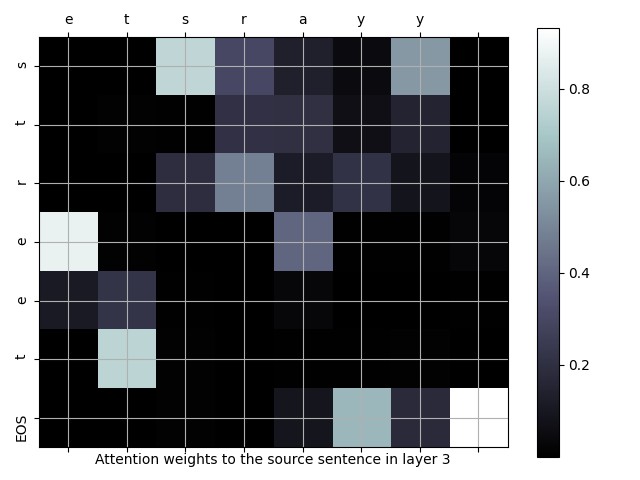 e t s r a y y
s
t
r
e
e
t
EOS
0.8
0.6
0.4
0.2
Attention weights to the source sentence in layer 3